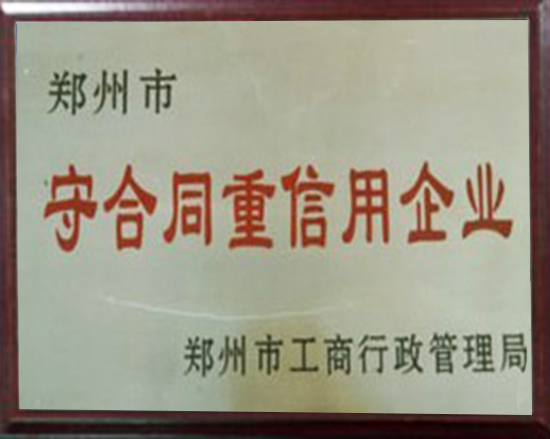 郑州市
守合同重信用企业
郑州市工商行政管理局